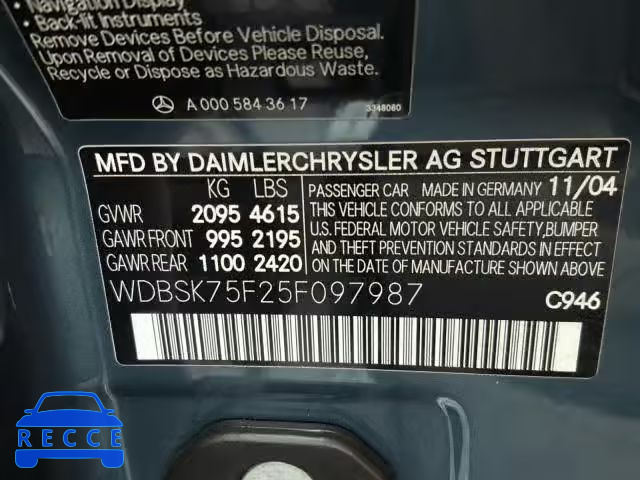 • Navigation Display
• Back-lit Instruments
Remove Devices Before Vehicle Disposal.
Upon Removal of Devices Please Reuse,
Recycle or Dispose as Hazardous Waste.
A 000 584 36 17
3348060
MFD BY DAIMLERCHRYSLER AG STUTTGART
KG LBS
GVWR 2095 4615
GAWR FRONT 995 2195
GAWR REAR 1100 2420
PASSENGER CAR MADE IN GERMANY 11/04
THIS VEHICLE CONFORMS TO ALL APPLICABLE
U.S. FEDERAL MOTOR VEHICLE SAFETY,BUMPER
AND THEFT PREVENTION STANDARDS IN EFFECT
ON THE DATE OF MANUFACTURE SHOWN ABOVE.
WDBSK75F25F097987
C946
RECCE